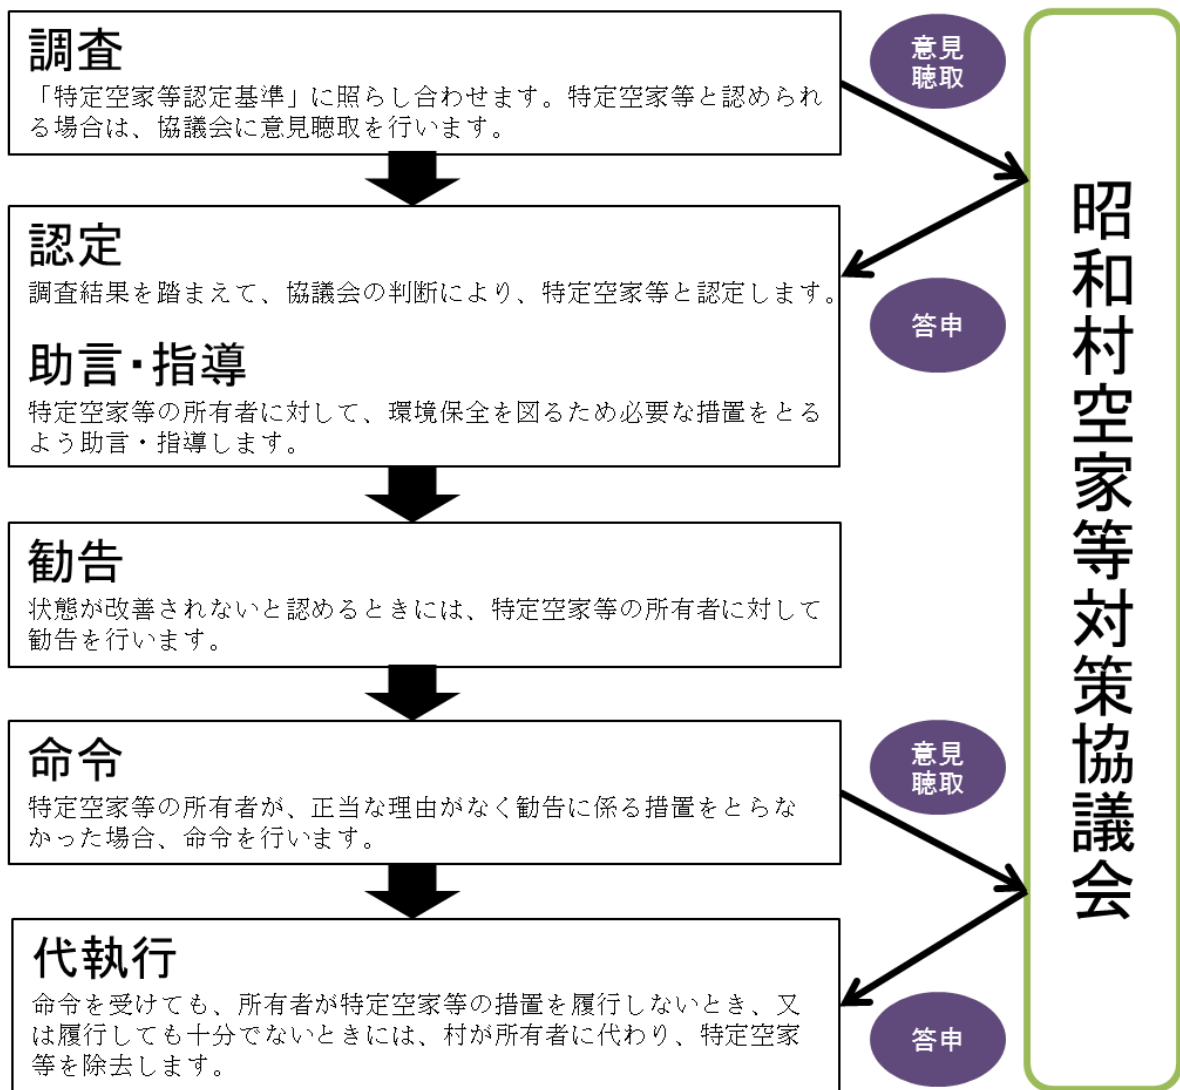 調査
「特定空家等認定基準」に照らし合わせます。特定空家等と認められ
る場合は、協議会に意見聴取を行います。
意見
聴取
認定
調査結果を踏まえて、協議会の判断により、特定空家等と認定します。
答申
助言・指導
特定空家等の所有者に対して、環境保全を図るため必要な措置をとる
よう助言・指導します。
勧告
状態が改善されないと認めるときには、特定空家等の所有者に対して
勧告を行います。
命令
特定空家等の所有者が、正当な理由がなく勧告に係る措置をとらな
かった場合、命令を行います。
意見
聴取
代執行
命令を受けても、所有者が特定空家等の措置を履行しないとき、又
は履行しても十分でないときには、村が所有者に代わり、特定空家
等を除去します。
答申
昭和村空家等対策協議会